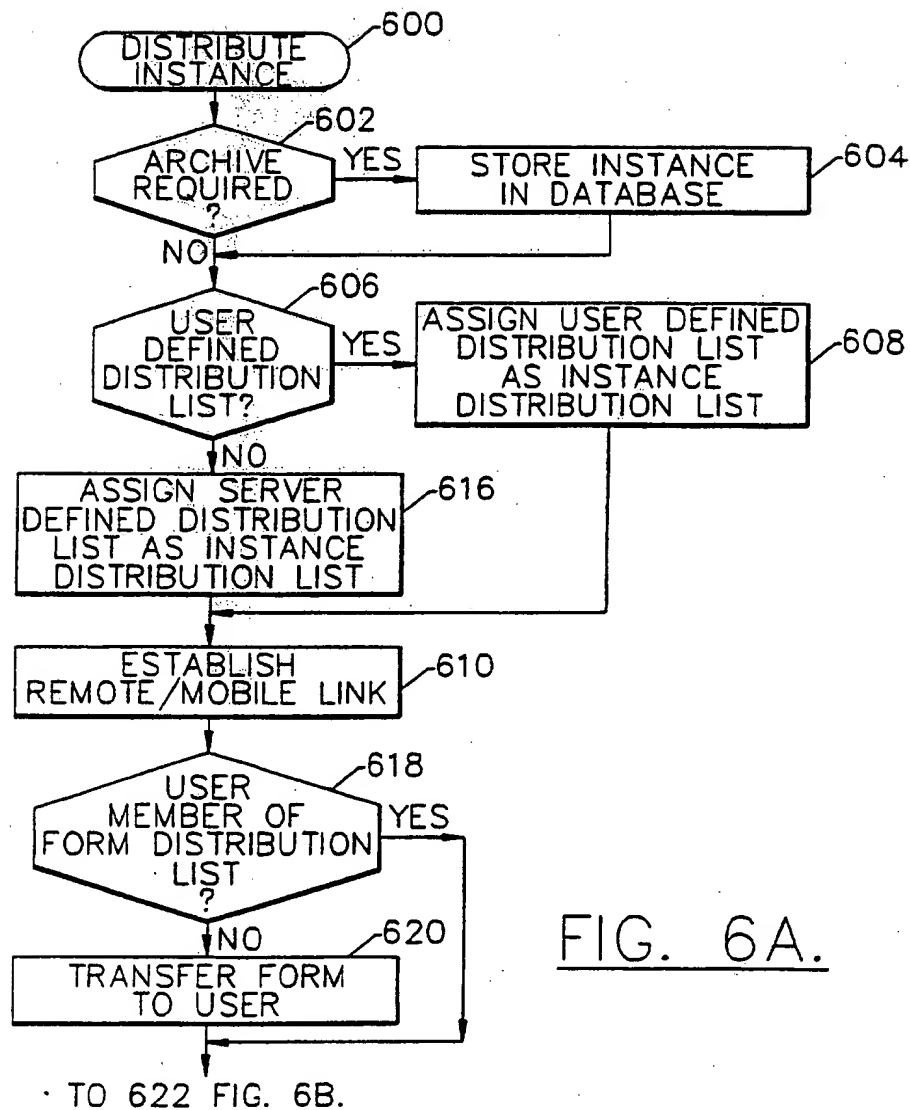 600
DISTRIBUTE
INSTANCE
602
ARCHIVE
REQUIRED
?
YES
STORE INSTANCE
IN DATABASE
604
NO
606
USER
DEFINED
DISTRIBUTION
LIST?
YES
ASSIGN USER DEFINED
DISTRIBUTION LIST
AS INSTANCE
DISTRIBUTION LIST
608
NO
ASSIGN SERVER
DEFINED DISTRIBUTION
LIST AS INSTANCE
DISTRIBUTION LIST
616
ESTABLISH
REMOTE/MOBILE LINK
610
618
USER
MEMBER OF
FORM DISTRIBUTION
LIST
?
YES
NO
620
TRANSFER FORM
TO USER
FIG. 6A.
TO 622 FIG. 6B.